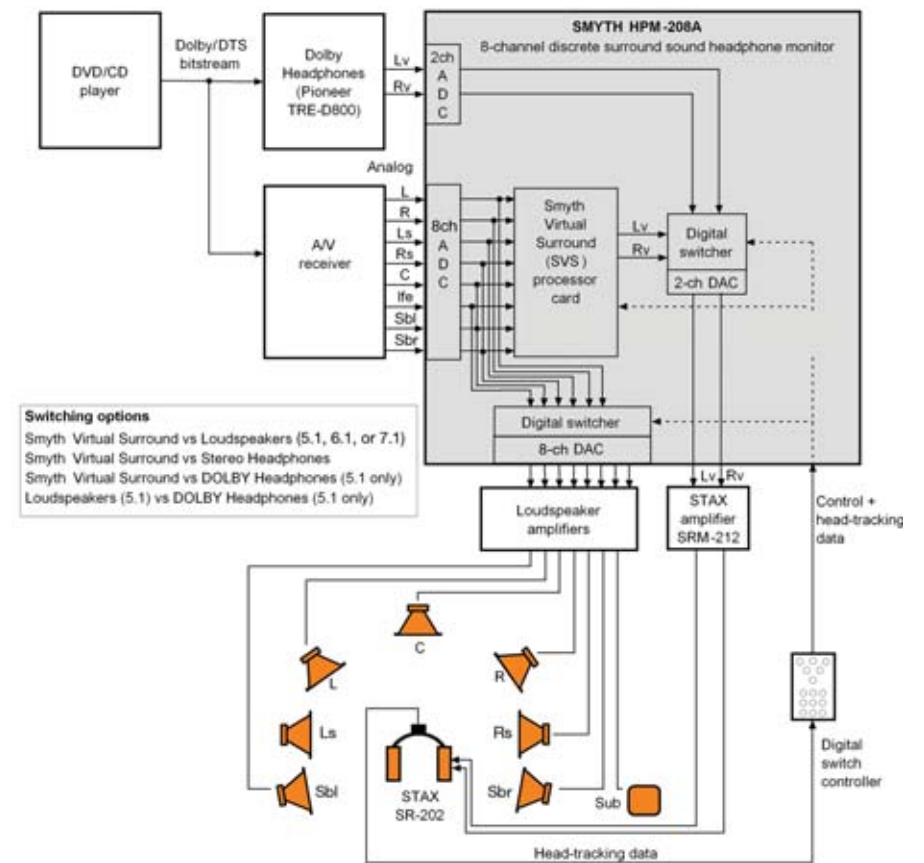 SMYTH HPM-208A
8-channel discrete surround sound headphone monitor
DVD/CD
player
Dolby/DTS
bitstream
Dolby
Headphones
(Pioneer
TRE-D800)
Lv
Rv
2ch
A
D
C
Analog
A/V
receiver
L
R
Ls
Rs
C
lfe
Sbl
Sbr
8ch
A
D
C
Smyth
Virtual
Surround
(SVS)
processor
card
Lv
Rv
Digital
switcher
2-ch DAC
Digital switcher
8-ch DAC
Switching options
Smyth Virtual Surround vs Loudspeakers (5.1, 6.1, or 7.1)
Smyth Virtual Surround vs Stereo Headphones
Smyth Virtual Surround vs DOLBY Headphones (5.1 only)
Loudspeakers (5.1) vs DOLBY Headphones (5.1 only)
Loudspeaker
amplifiers
Lv Rv
STAX
amplifier
SRM-212
Control +
head-tracking
data
C
L
R
Ls
Rs
Sbl
Sbr
Sub
STAX
SR-202
Digital
switch
controller
Head-tracking data